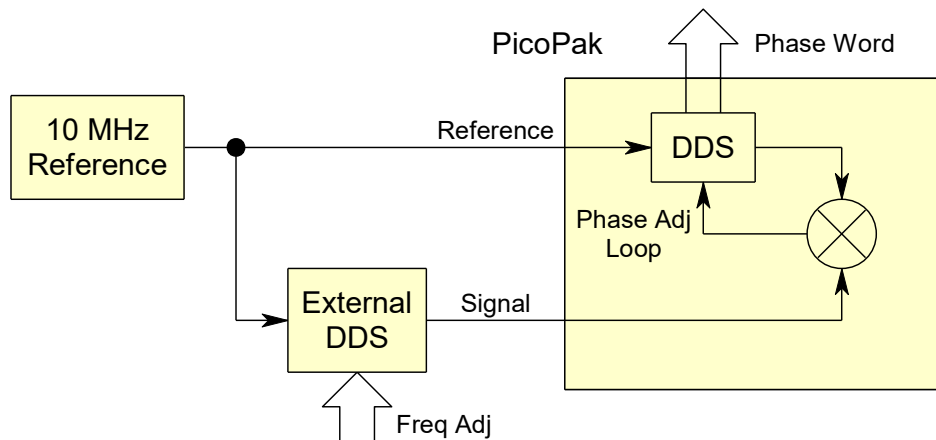 PicoPak
Phase Word
10 MHz
Reference
Reference
DDS
Phase Adj
Loop
External
DDS
Signal
Freq Adj